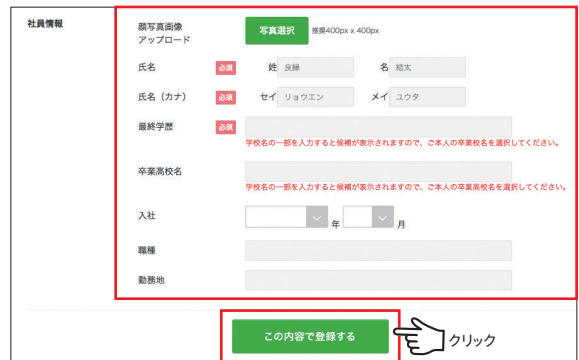 社員情報
顔写真画像
アップロード
写真選択 推奨400px x 400px
氏名 必須 姓 良縁 名 結太
氏名（カナ） 必須 セイ リョウエン メイ ユウタ
最終学歴 必須
学校名の一部を入力すると候補が表示されますので、ご本人の卒業校名を選択してください。
卒業高校名
学校名の一部を入力すると候補が表示されますので、ご本人の卒業高校名を選択してください。
入社 年 月
職種
勤務地
この内容で登録する
クリック